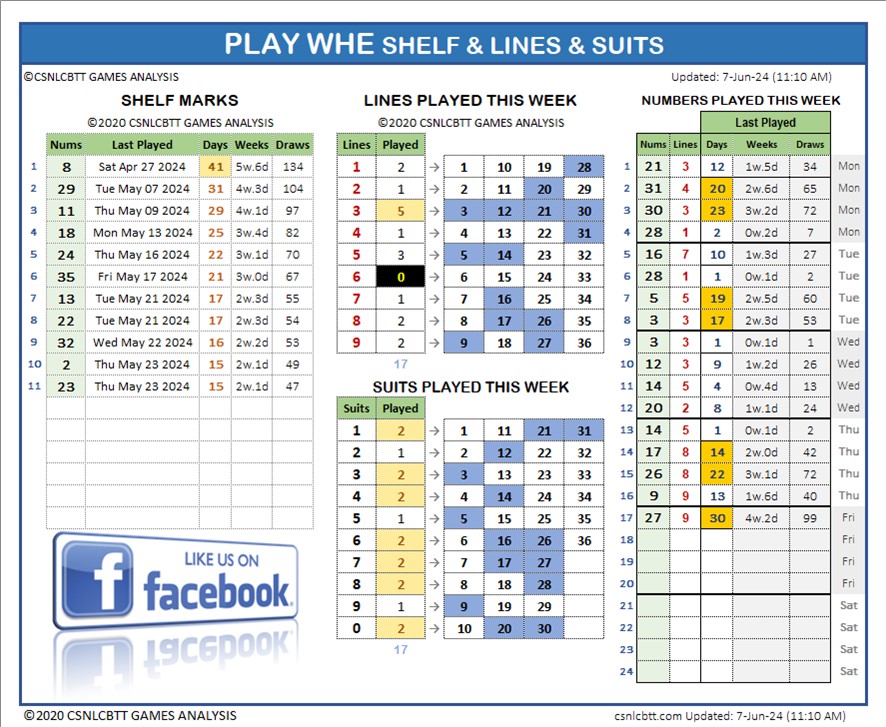 PLAY WHE SHELF & LINES & SUITS
©CSNLCBTT GAMES ANALYSIS
Updated: 7-Jun-24 (11:10 AM)
SHELF MARKS
©2020 CSNLCBTT GAMES ANALYSIS
Nums Last Played Days Weeks Draws
1 8 Sat Apr 27 2024 41 5w.6d 134
2 29 Tue May 07 2024 31 4w.3d 104
3 11 Thu May 09 2024 29 4w.1d 97
4 18 Mon May 13 2024 25 3w.4d 82
5 24 Thu May 16 2024 22 3w.1d 70
6 35 Fri May 17 2024 21 3w.0d 67
7 13 Tue May 21 2024 17 2w.3d 55
8 22 Tue May 21 2024 17 2w.3d 54
9 32 Wed May 22 2024 16 2w.2d 53
10 2 Thu May 23 2024 15 2w.1d 49
11 23 Thu May 23 2024 15 2w.1d 47
LIKE US ON
f facebook.
LINES PLAYED THIS WEEK
©2020 CSNLCBTT GAMES ANALYSIS
Lines Played
1 2 → 1 10 19 28
2 1 → 2 11 20 29
3 5 → 3 12 21 30
4 1 → 4 13 22 31
5 3 → 5 14 23 32
6 0 → 6 15 24 33
7 1 → 7 16 25 34
8 2 → 8 17 26 35
9 2 → 9 18 27 36
17
SUITS PLAYED THIS WEEK
Suits Played
1 2 → 1 11 21 31
2 1 → 2 12 22 32
3 2 → 3 13 23 33
4 2 → 4 14 24 34
5 1 → 5 15 25 35
6 2 → 6 16 26 36
7 2 → 7 17 27
8 2 → 8 18 28
9 1 → 9 19 29
0 2 → 10 20 30
17
NUMBERS PLAYED THIS WEEK
Last Played
Nums Lines Days Weeks Draws
1 21 3 12 1w.5d 34 Mon
2 31 4 20 2w.6d 65 Mon
3 30 3 23 3w.2d 72 Mon
4 28 1 2 0w.2d 7 Mon
5 16 7 10 1w.3d 27 Tue
6 28 1 1 0w.1d 2 Tue
7 5 5 19 2w.5d 60 Tue
8 3 3 17 2w.3d 53 Tue
9 3 3 1 0w.1d 1 Wed
10 12 3 9 1w.2d 26 Wed
11 14 5 4 0w.4d 13 Wed
12 20 2 8 1w.1d 24 Wed
13 14 5 1 0w.1d 2 Thu
14 17 8 14 2w.0d 42 Thu
15 26 8 22 3w.1d 72 Thu
16 9 9 13 1w.6d 40 Thu
17 27 9 30 4w.2d 99 Fri
18 Fri
19 Fri
20 Fri
21 Sat
22 Sat
23 Sat
24 Sat
©2020 CSNLCBTT GAMES ANALYSIS
csnlcbtt.com Updated: 7-Jun-24 (11:10 AM)